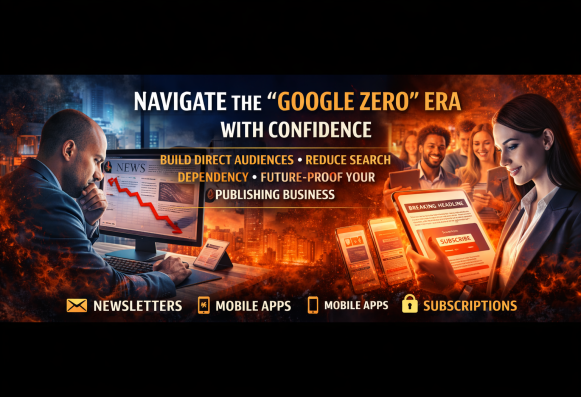 NAVIGATE THE “GOOGLE ZERO” ERA
WITH CONFIDENCE
BUILD DIRECT AUDIENCES • REDUCE SEARCH
DEPENDENCY • FUTURE-PROOF YOUR
PUBLISHING BUSINESS
NEWS
BREAKING HEADLINE
SUBSCRIBE
NEWSLETTERS
MOBILE APPS
MOBILE APPS
SUBSCRIPTIONS